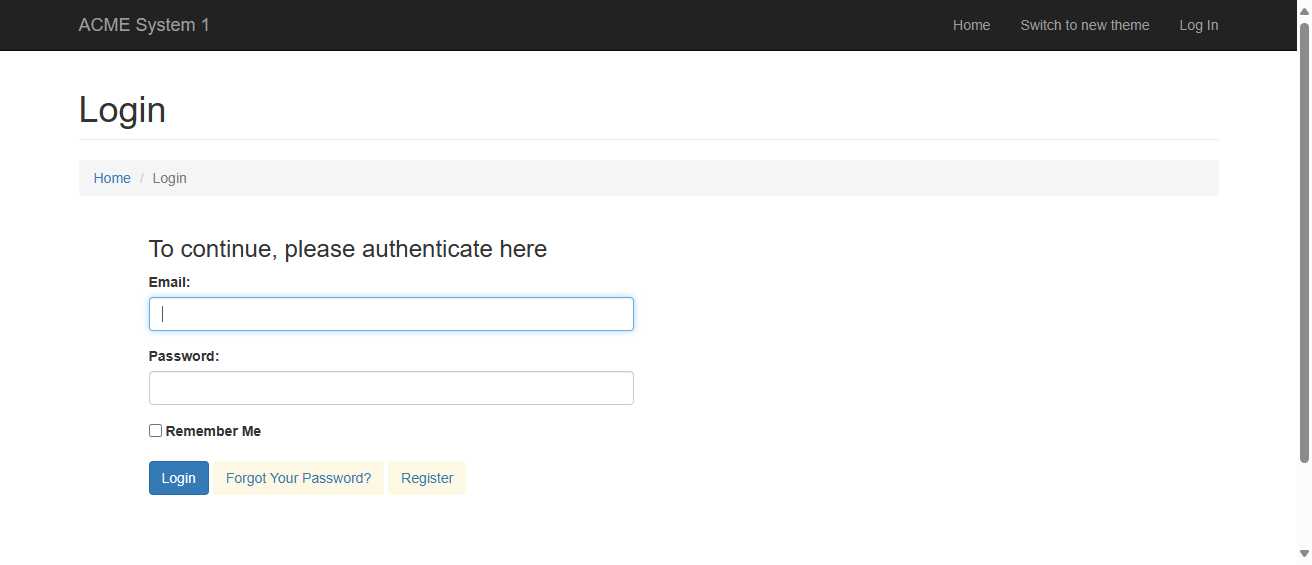 ACME System 1 Home Switch to new theme Log In
Login
Home / Login
To continue, please authenticate here
Email:
Password:
Remember Me
Login Forgot Your Password? Register